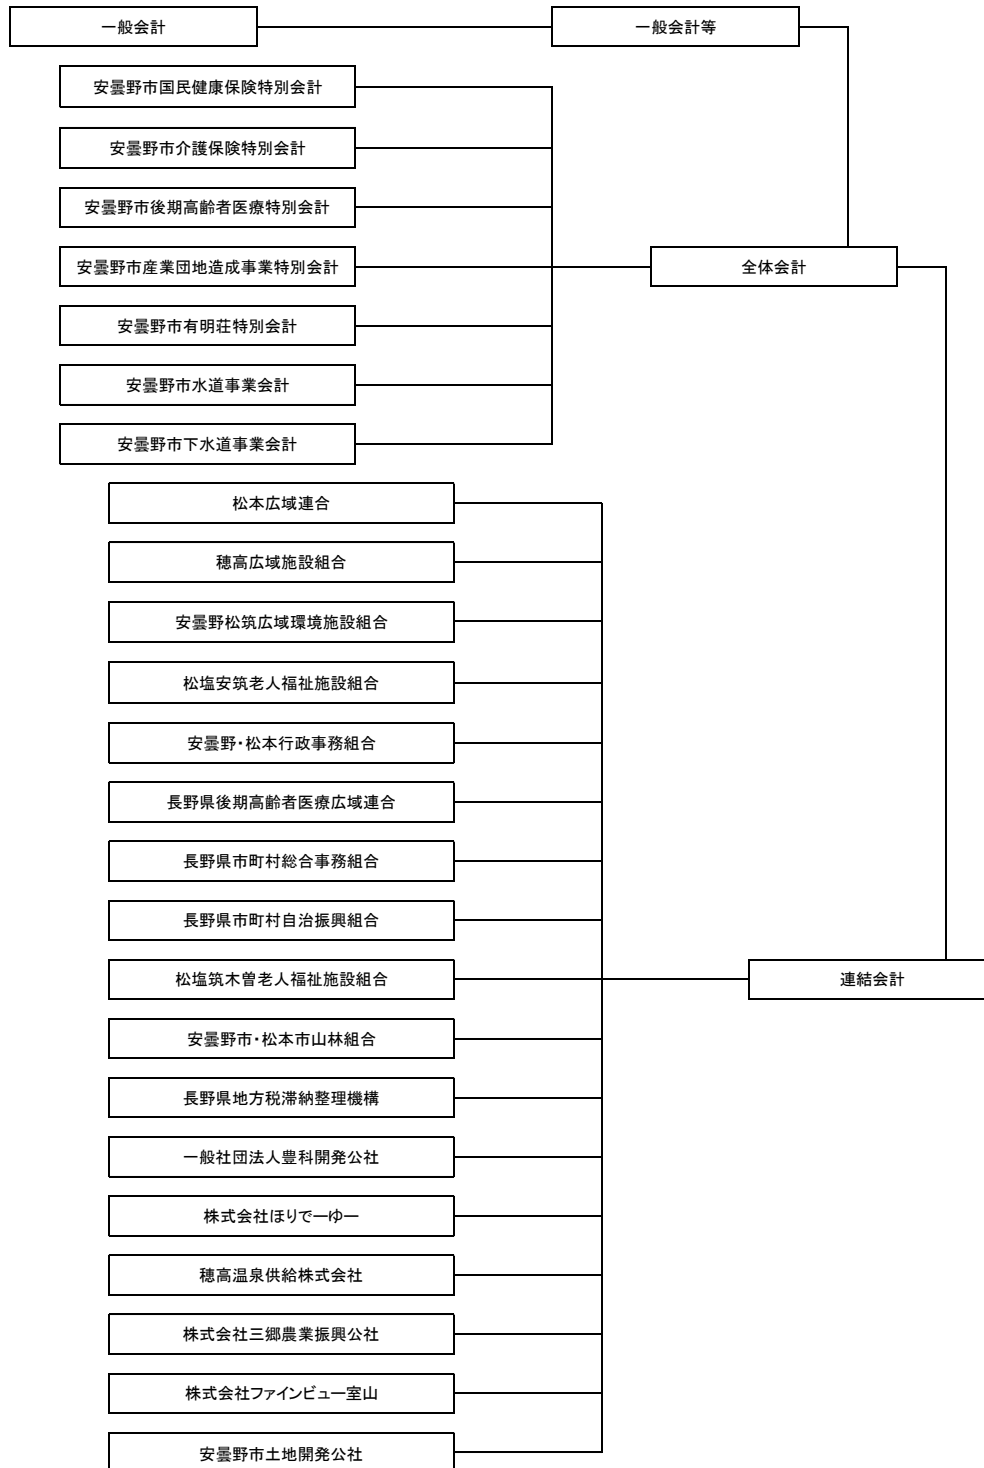 一般会計
一般会計等
安曇野市国民健康保険特別会計
安曇野市介護保険特別会計
安曇野市後期高齢者医療特別会計
安曇野市産業団地造成事業特別会計
全体会計
安曇野市有明荘特別会計
安曇野市水道事業会計
安曇野市下水道事業会計
松本広域連合
穂高広域施設組合
安曇野松筑広域環境施設組合
松塩安筑老人福祉施設組合
安曇野・松本行政事務組合
長野県後期高齢者医療広域連合
長野県市町村総合事務組合
長野県市町村自治振興組合
松塩筑木曽老人福祉施設組合
連結会計
安曇野市・松本市山林組合
長野県地方税滞納整理機構
一般社団法人豊科開発公社
株式会社ほりでーゆー
穂高温泉供給株式会社
株式会社三郷農業振興公社
株式会社ファインビュー室山
安曇野市土地開発公社